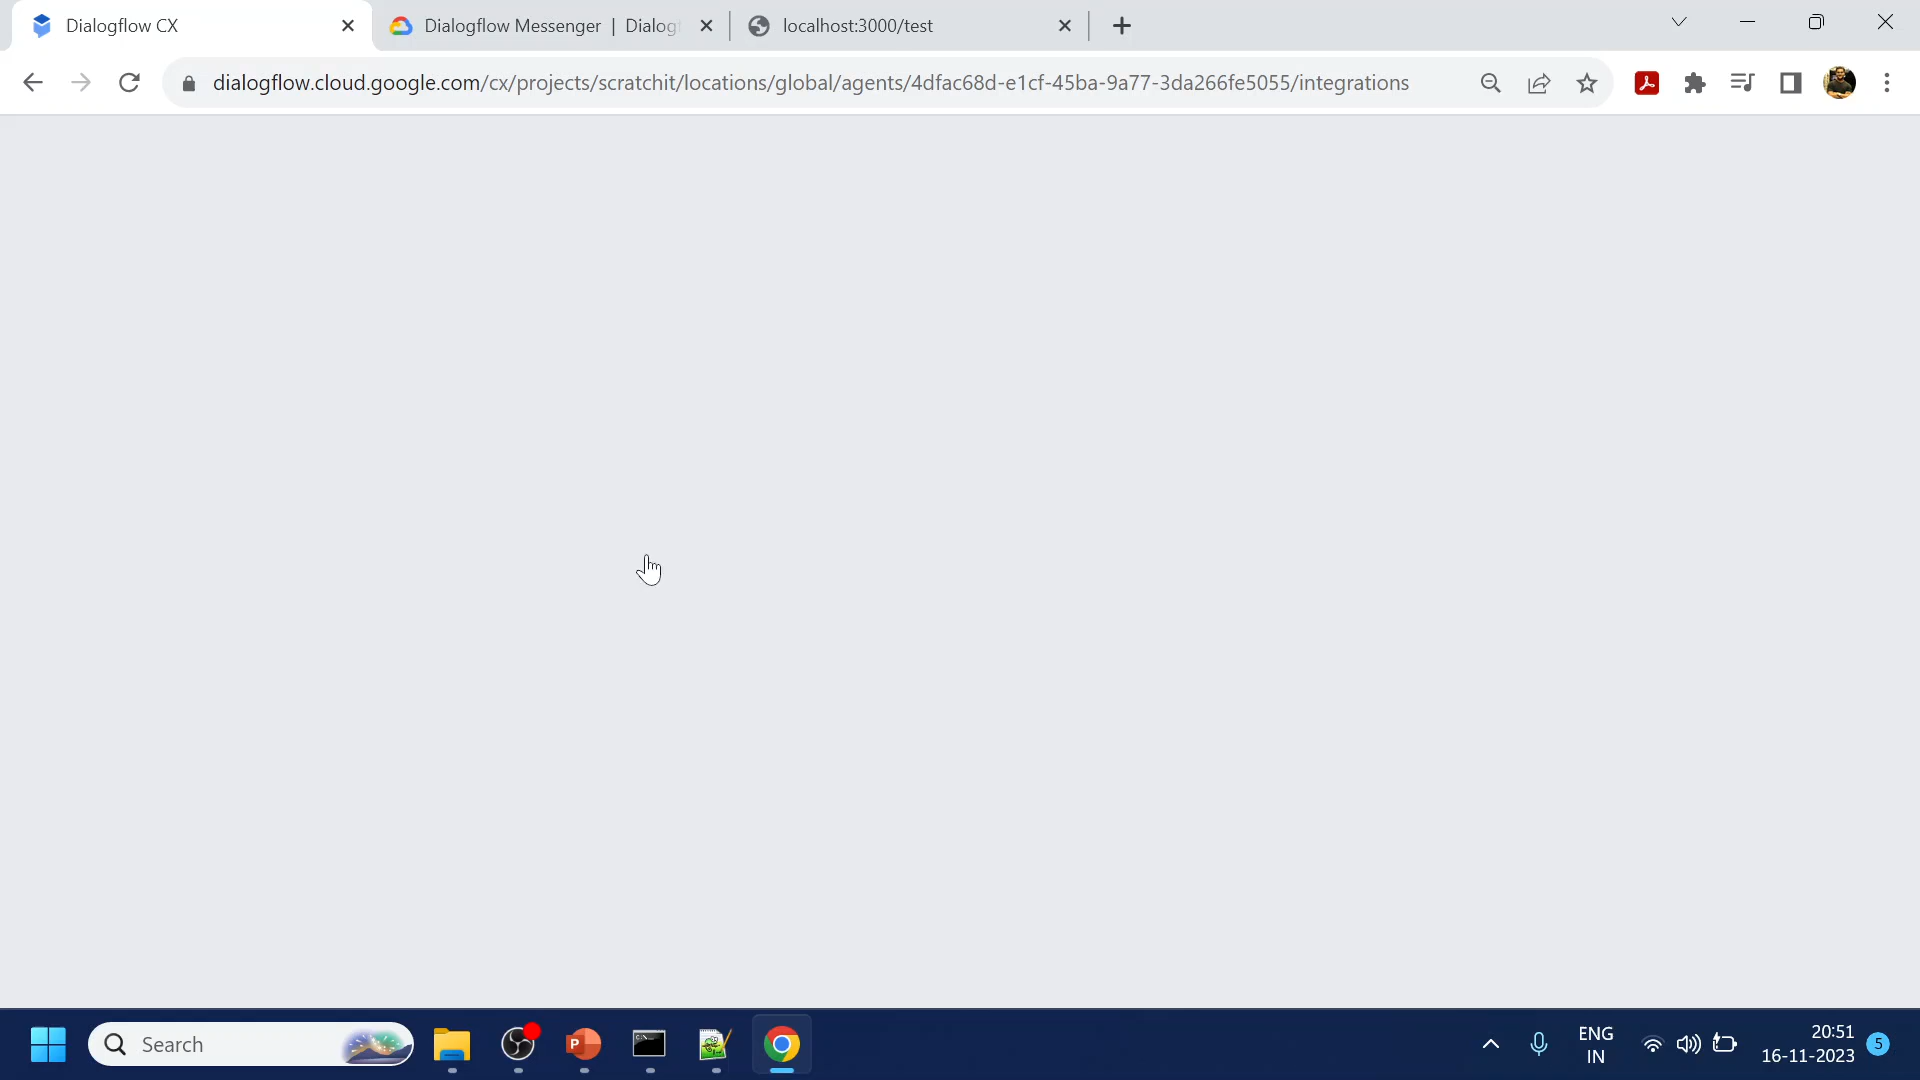 Dialogflow CX
Dialogflow Messenger | Dialog
localhost:3000/test
dialogflow.cloud.google.com/cx/projects/scratchit/locations/global/agents/4dfac68d-e1cf-45ba-9a77-3da266fe5055/integrations
Search
ENG
IN
20:51
16-11-2023
5